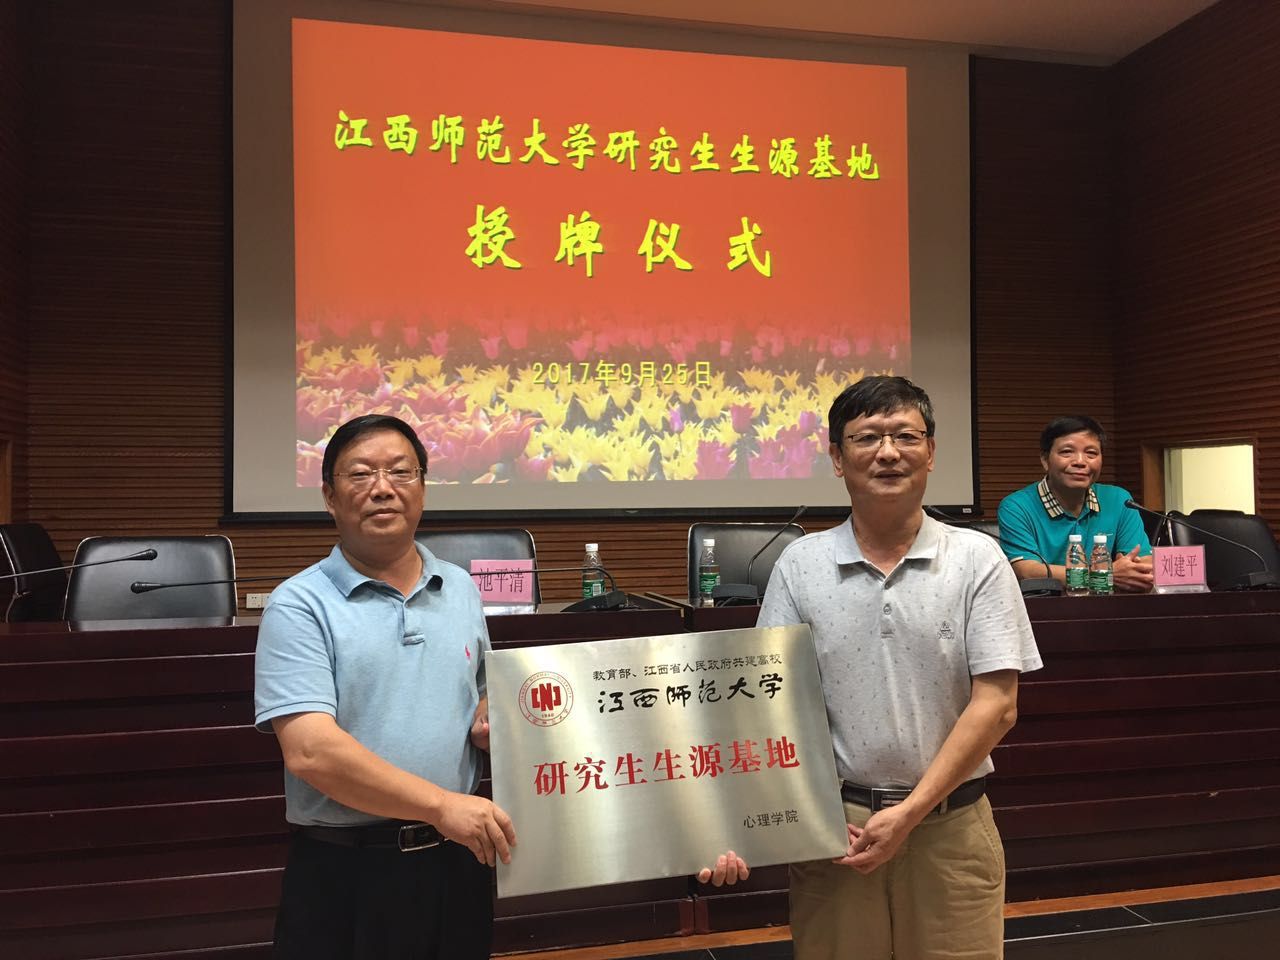 江西师范大学研究生生源基地
授牌仪式
2017年9月25日
池平清
刘建平
教育部、江西省人民政府共建高校
江西师范大学
1940
研究生生源基地
心理学院